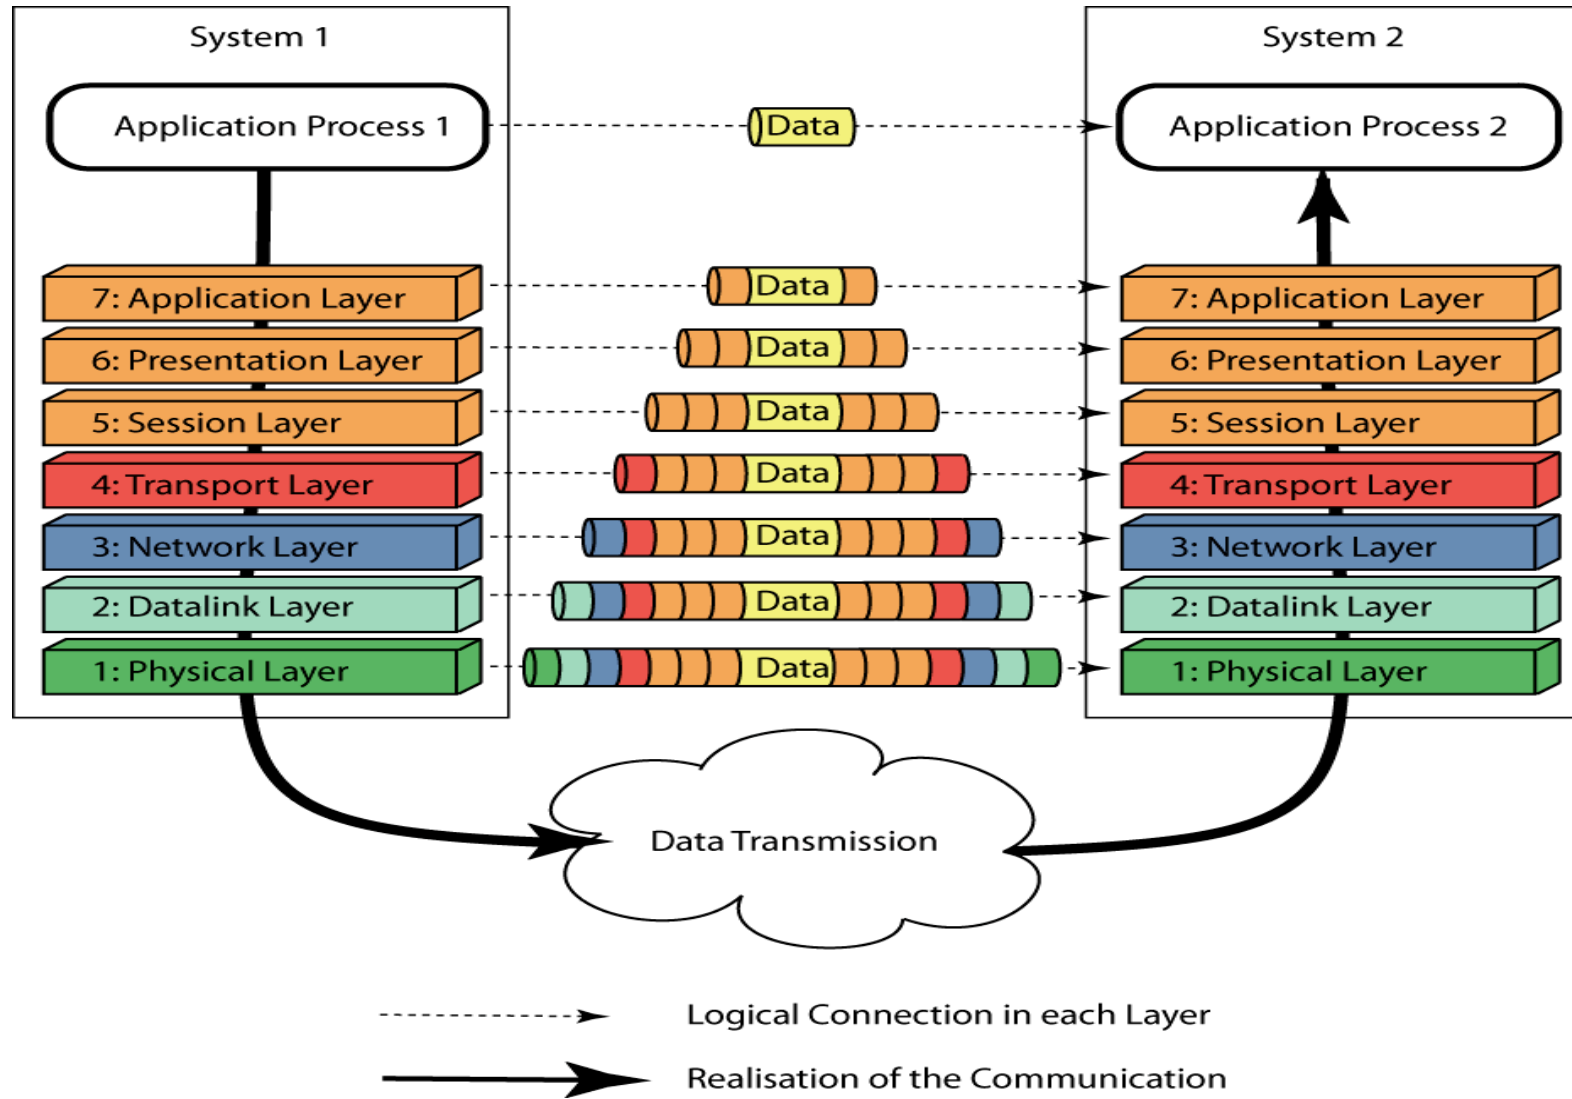 System 1
System 2
Application Process 1
Data
Application Process 2
7: Application Layer
Data
7: Application Layer
6: Presentation Layer
Data
6: Presentation Layer
5: Session Layer
Data
5: Session Layer
4: Transport Layer
Data
4: Transport Layer
3: Network Layer
Data
3: Network Layer
2: Datalink Layer
Data
2: Datalink Layer
1: Physical Layer
Data
1: Physical Layer
Data Transmission
Logical Connection in each Layer
Realisation of the Communication